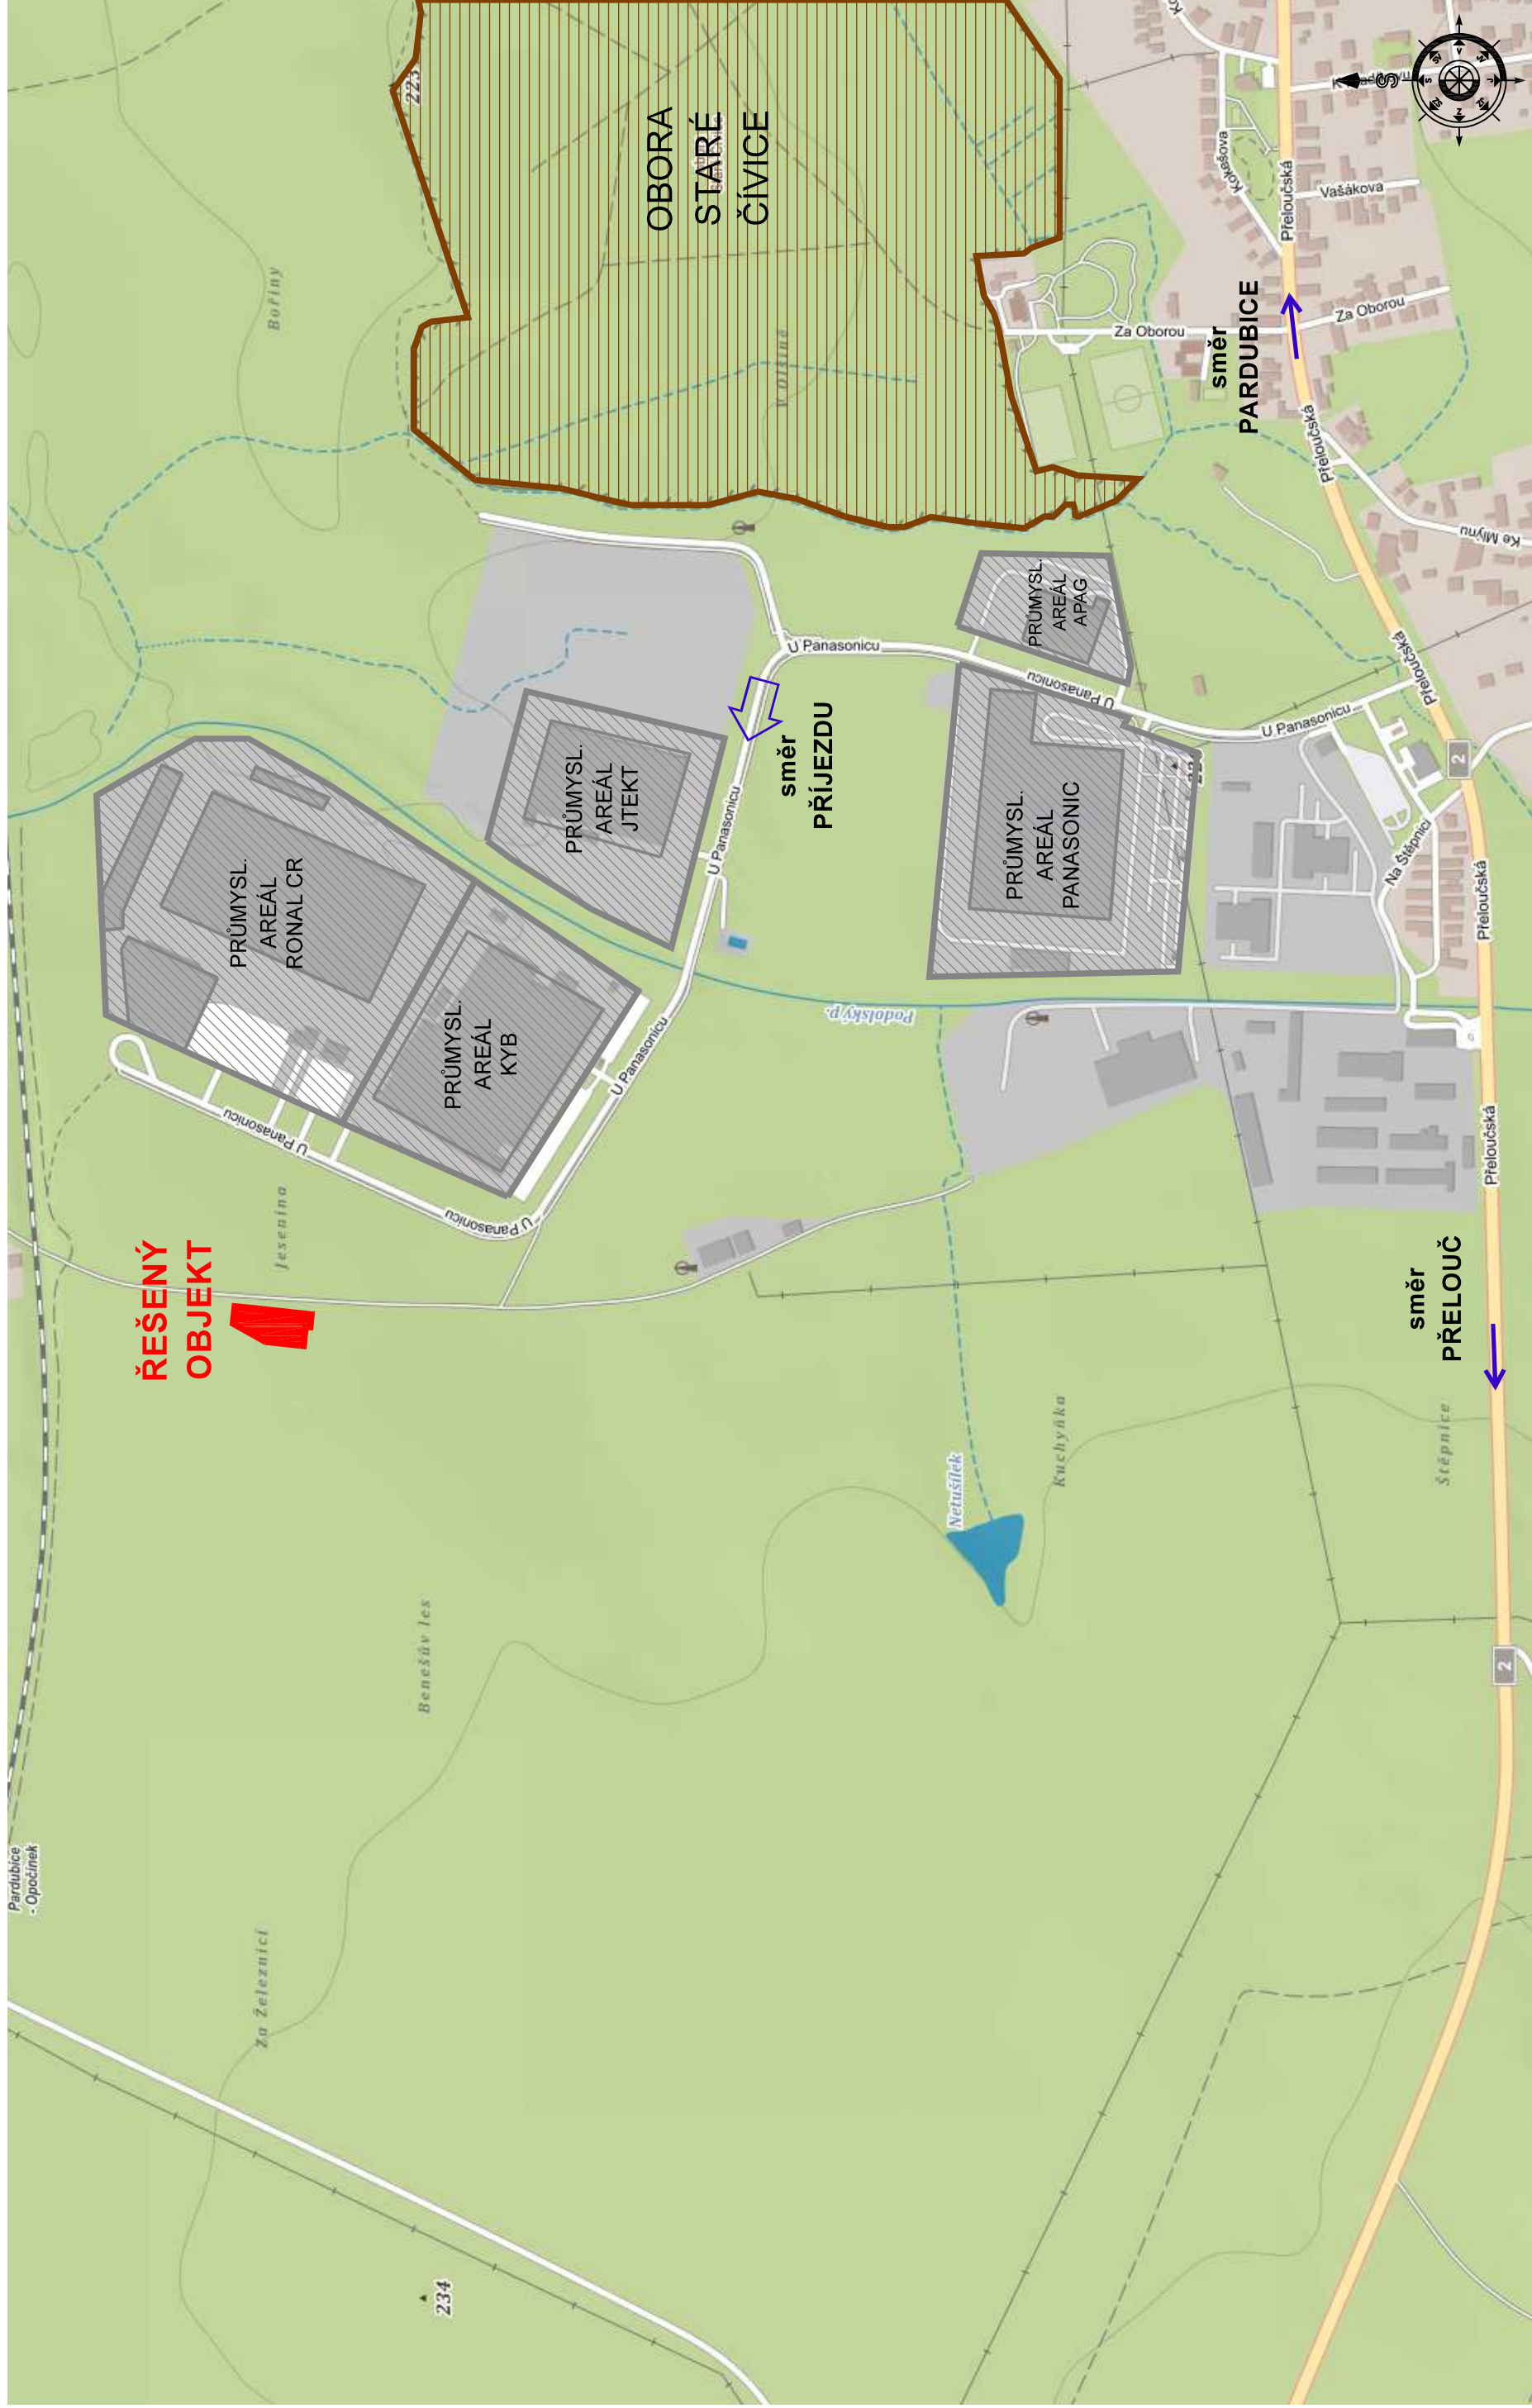 Pardubice
- Opočínek
ŘEŠENÝ
OBJEKT
Za Železnicí
Jesenina
U Panasonicu
PRŮMYSL.
AREÁL
RONAL CR
Bořiny
223
234
Benešův les
U Panasonicu
PRŮMYSL.
AREÁL
KYB
PRŮMYSL.
AREÁL
JTEKT
U Panasonicu
U Panasonicu
OBORA
STARÉ
ČÍVICE
V Olšině
směr
PŘÍJEZDU
U Panasonicu
Podolský p.
Netušílek
Kuchyňka
PRŮMYSL.
AREÁL
PANASONIC
U Panasonicu
PRŮMYSL.
AREÁL
APAG
Za Oborou
U Panasonicu
směr
PARDUBICE
Kokešova
Přeloučská
Přeloučská
Za Oborou
Vašákova
S
Na Štěpnici
Přeloučská
Ke Mlýnu
směr
PŘELOUČ
Štěpnice
2
Přeloučská
Přeloučská
2